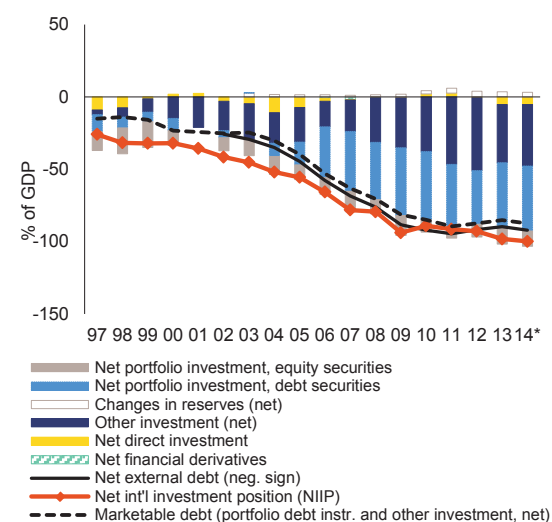 50
0
-50
-100
-150
% of GDP
97 98 99 00 01 02 03 04 05 06 07 08 09 10 11 12 13 14*
Net portfolio investment, equity securities
Net portfolio investment, debt securities
Changes in reserves (net)
Other investment (net)
Net direct investment
Net financial derivatives
Net external debt (neg. sign)
Net int'l investment position (NIIP)
Marketable debt (portfolio debt instr. and other investment, net)